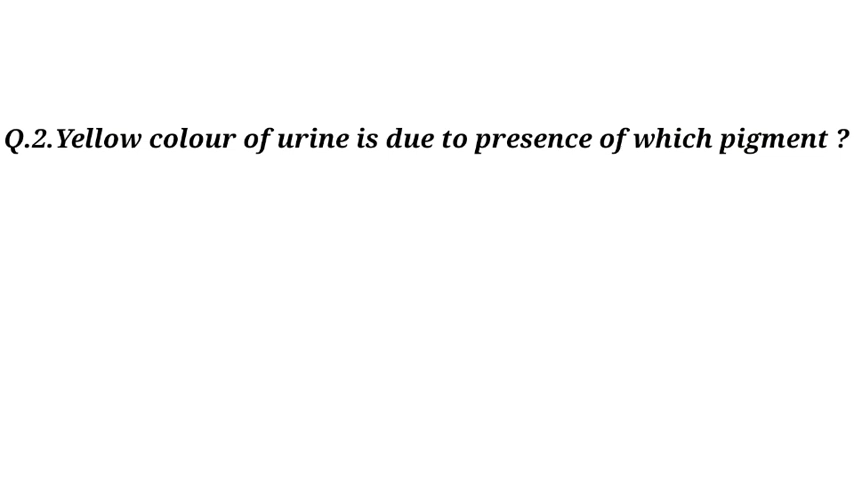 Q.2.Yellow colour of urine is due to presence of which pigment ?